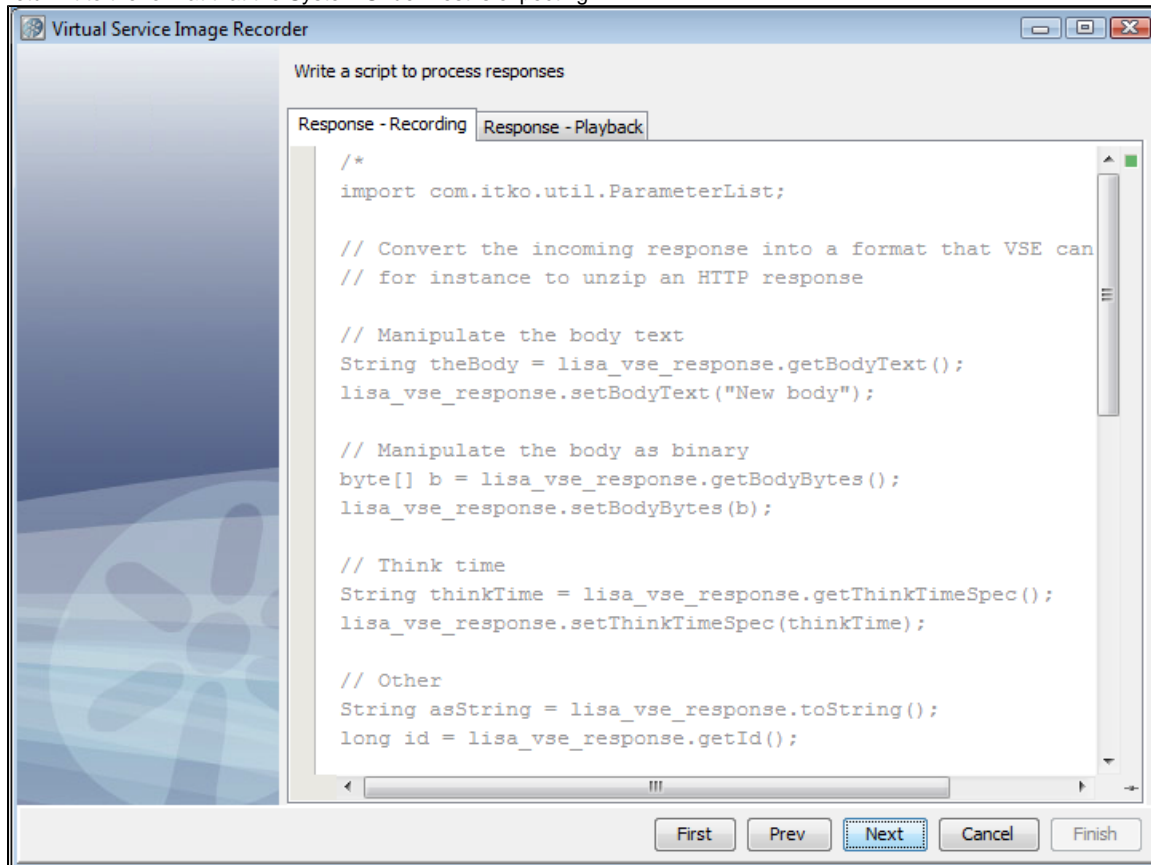 Virtual Service Image Recorder
Write a script to process responses
Response - Recording Response - Playback
/*
import com.itko.util.ParameterList;
// Convert the incoming response into a format that VSE can
// for instance to unzip an HTTP response
// Manipulate the body text
String theBody = lisa_vse_response.getBodyText();
lisa_vse_response.setBodyText("New body");
// Manipulate the body as binary
byte[] b = lisa_vse_response.getBodyBytes();
lisa_vse_response.setBodyBytes(b);
// Think time
String thinkTime = lisa_vse_response.getThinkTimeSpec();
lisa_vse_response.setThinkTimeSpec(thinkTime);
// Other
String asString = lisa_vse_response.toString();
long id = lisa_vse_response.getId();
First Prev Next Cancel Finish